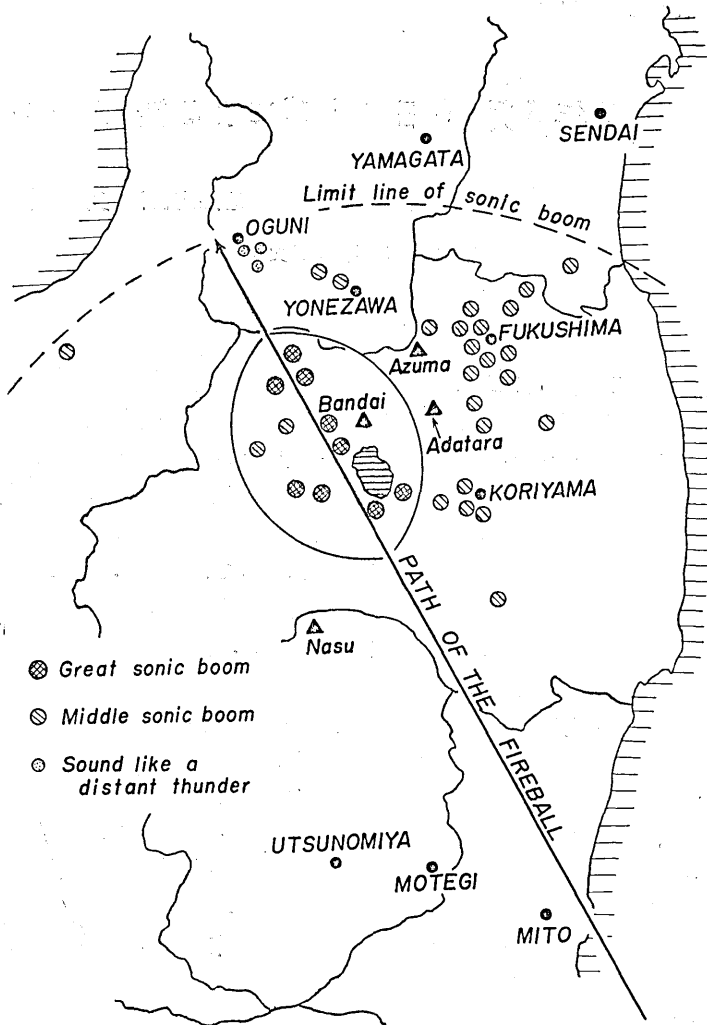 SENDAI
YAMAGATA
Limit line of sonic boom
OGUNI
YONEZAWA
FUKUSHIMA
Azuma
Bandai
Adatara
KORIYAMA
PATH OF THE FIREBALL
Nasu
Great sonic boom
Middle sonic boom
Sound like a
distant thunder
UTSUNOMIYA
MOTEGI
MITO